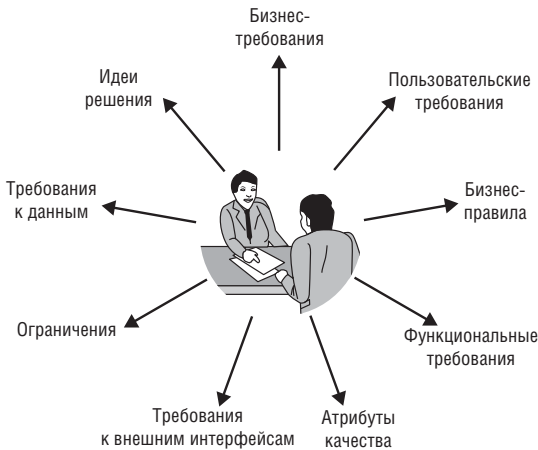 Бизнес-
требования
Идеи
решения
Пользовательские
требования
Требования
к данным
Бизнес-
правила
Ограничения
Функциональные
требования
Требования
к внешним интерфейсам
Атрибуты
качества